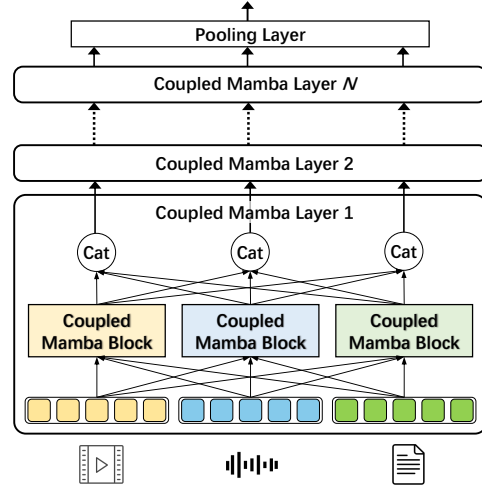 Pooling Layer
Coupled Mamba Layer N
Coupled Mamba Layer 2
Coupled Mamba Layer 1
Cat Cat Cat
Coupled Mamba Block
Coupled Mamba Block
Coupled Mamba Block